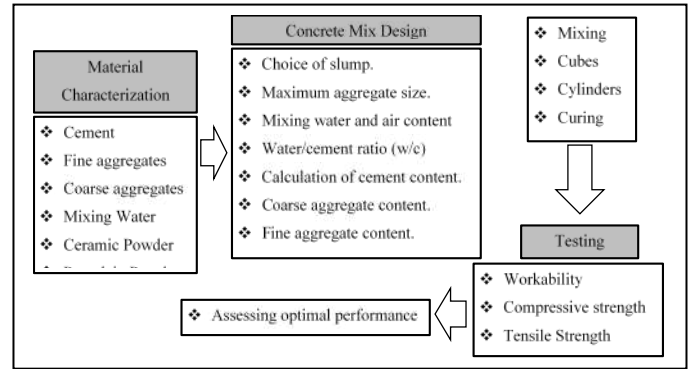 Material
Characterization
❖ Cement
❖ Fine aggregates
❖ Coarse aggregates
❖ Mixing Water
❖ Ceramic Powder
Concrete Mix Design
❖ Choice of slump.
❖ Maximum aggregate size.
❖ Mixing water and air content
❖ Water/cement ratio (w/c)
❖ Calculation of cement content.
❖ Coarse aggregate content.
❖ Fine aggregate content.
❖ Mixing
❖ Cubes
❖ Cylinders
❖ Curing
Testing
❖ Workability
❖ Compressive strength
❖ Tensile Strength
❖ Assessing optimal performance